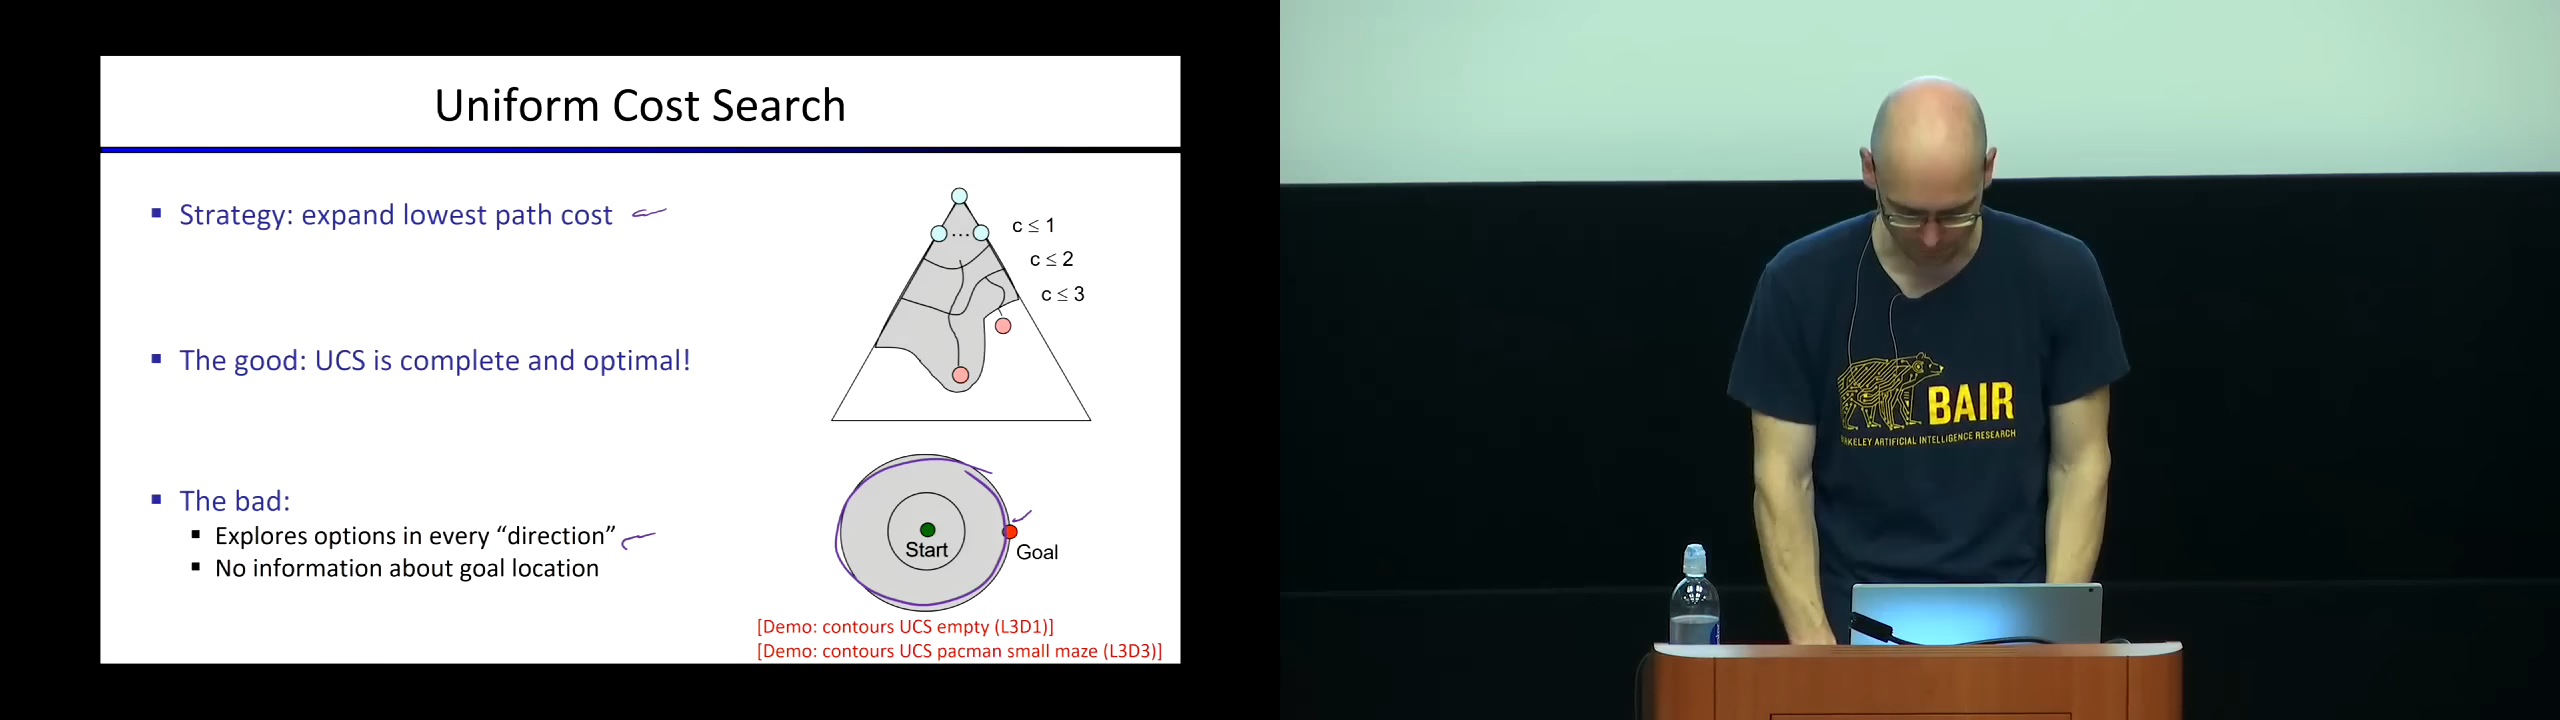 Uniform Cost Search
▪ Strategy: expand lowest path cost
▪ The good: UCS is complete and optimal!
▪ The bad:
▪ Explores options in every “direction”
▪ No information about goal location
...
c ≤ 1
c ≤ 2
c ≤ 3
Start
Goal
[Demo: contours UCS empty (L3D1)]
[Demo: contours UCS pacman small maze (L3D3)]
BAIR
RKELEY ARTIFICIAL INTELLIGENCE RESEARCH